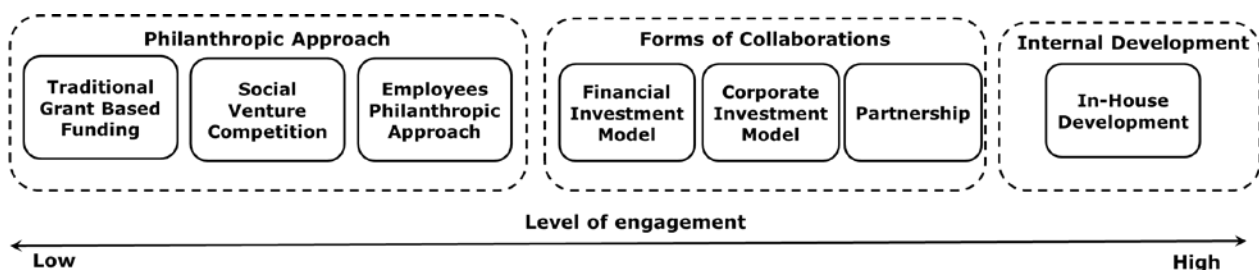 Philanthropic Approach
Traditional
Grant Based
Funding
Social
Venture
Competition
Employees
Philanthropic
Approach
Forms of Collaborations
Financial
Investment
Model
Corporate
Investment
Model
Partnership
Internal Development
In-House
Development
Level of engagement
Low
High